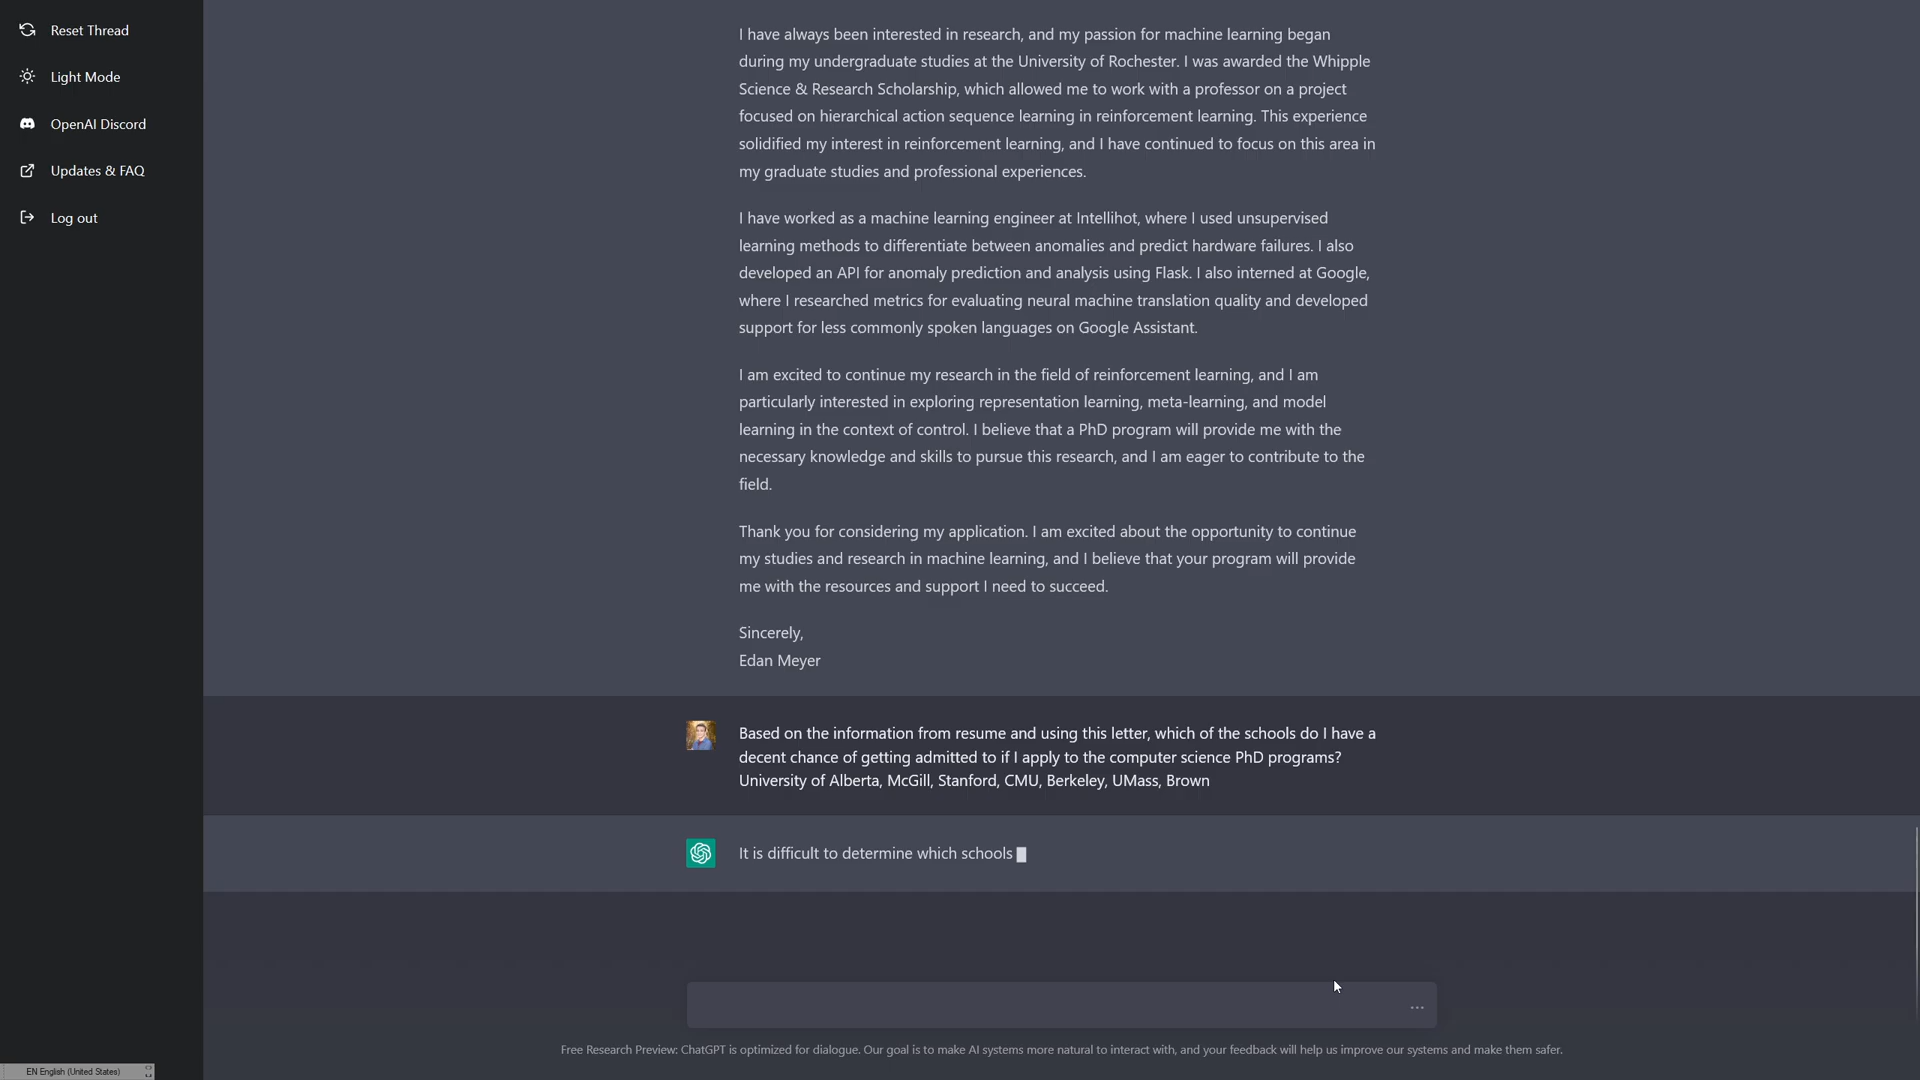 Reset Thread
Light Mode
OpenAI Discord
Updates & FAQ
Log out
I have always been interested in research, and my passion for machine learning began
during my undergraduate studies at the University of Rochester. I was awarded the Whipple
Science & Research Scholarship, which allowed me to work with a professor on a project
focused on hierarchical action sequence learning in reinforcement learning. This experience
solidified my interest in reinforcement learning, and I have continued to focus on this area in
my graduate studies and professional experiences.
I have worked as a machine learning engineer at Intellihot, where I used unsupervised
learning methods to differentiate between anomalies and predict hardware failures. I also
developed an API for anomaly prediction and analysis using Flask. I also interned at Google,
where I researched metrics for evaluating neural machine translation quality and developed
support for less commonly spoken languages on Google Assistant.
I am excited to continue my research in the field of reinforcement learning, and I am
particularly interested in exploring representation learning, meta-learning, and model
learning in the context of control. I believe that a PhD program will provide me with the
necessary knowledge and skills to pursue this research, and I am eager to contribute to the
field.
Thank you for considering my application. I am excited about the opportunity to continue
my studies and research in machine learning, and I believe that your program will provide
me with the resources and support I need to succeed.
Sincerely,
Edan Meyer
Based on the information from resume and using this letter, which of the schools do I have a
decent chance of getting admitted to if I apply to the computer science PhD programs?
University of Alberta, McGill, Stanford, CMU, Berkeley, UMass, Brown
It is difficult to determine which schools
...
Free Research Preview: ChatGPT is optimized for dialogue. Our goal is to make AI systems more natural to interact with, and your feedback will help us improve our systems and make them safer.
EN English (United States)